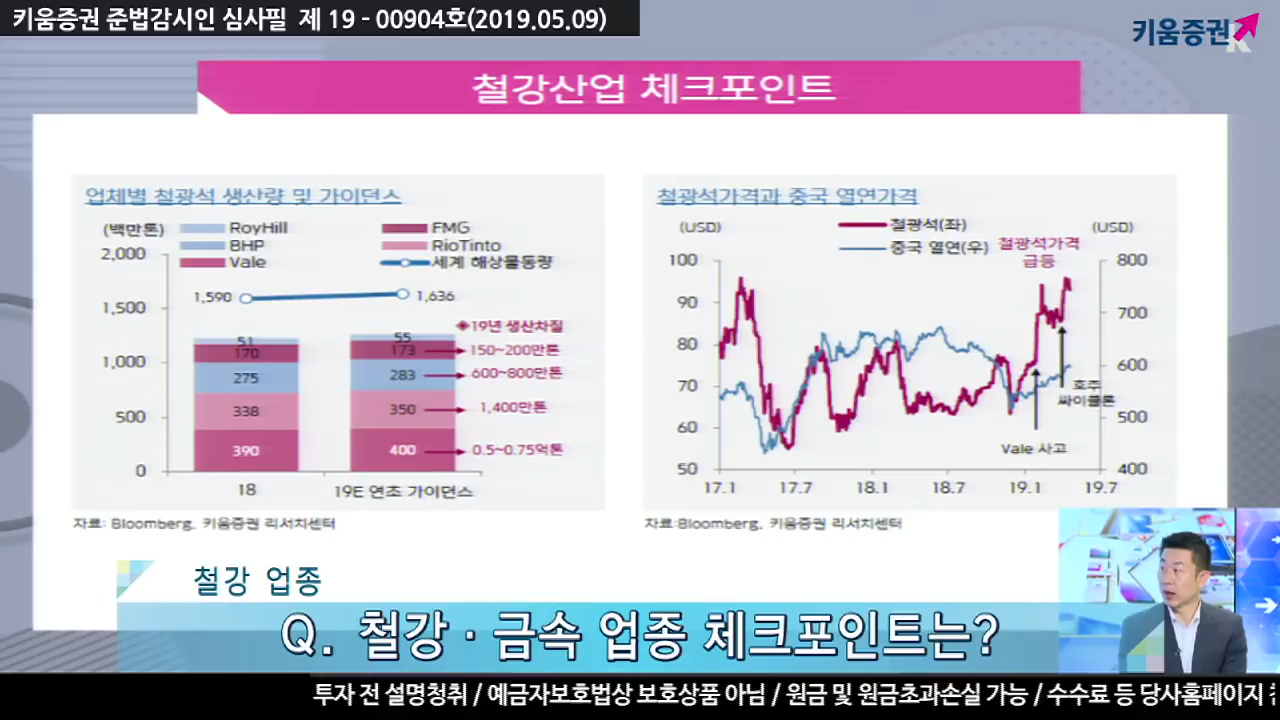 키움증권 준법감시인 심사필 제 19 - 00904호(2019.05.09)
키움증권
철강산업 체크포인트
업체별 철광석 생산량 및 가이던스
(백만톤)
RoyHill
FMG
BHP
RioTinto
Vale
세계 해상물동량
2,000
1,500
1,000
500
0
1,590
1,636
51
170
275
338
390
55
173
283
350
400
19년 생산차질
150~200만톤
600~800만톤
1,400만톤
0.5~0.75억톤
18
19E 연초 가이던스
자료: Bloomberg, 키움증권 리서치센터
철광석가격과 중국 열연가격
(USD)
(USD)
철광석(좌)
중국 열연(우)
철광석가격
급등
100
90
80
70
60
50
800
700
600
500
400
호주
싸이클론
Vale 사고
17.1
17.7
18.1
18.7
19.1
19.7
자료:Bloomberg, 키움증권 리서치센터
철강 업종
Q. 철강·금속 업종 체크포인트는?
투자 전 설명청취 / 예금자보호법상 보호상품 아님 / 원금 및 원금초과손실 가능 / 수수료 등 당사홈페이지